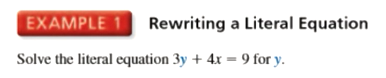 EXAMPLE 1 Rewriting a Literal Equation
Solve the literal equation 3y + 4x = 9 for y.